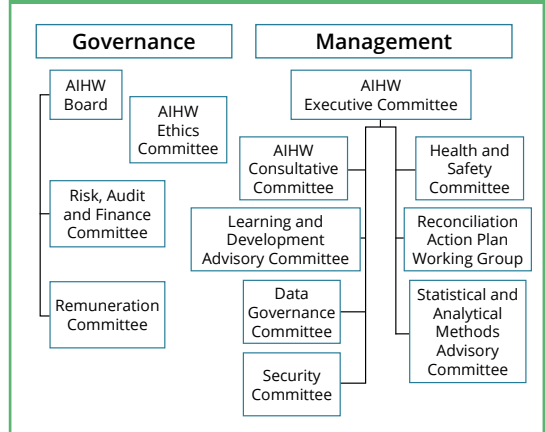 Governance
AIHW
Board
AIHW
Ethics
Committee
Risk, Audit
and Finance
Committee
Remuneration
Committee
Management
AIHW
Executive Committee
AIHW
Consultative
Committee
Learning and
Development
Advisory Committee
Data
Governance
Committee
Security
Committee
Health and
Safety
Committee
Reconciliation
Action Plan
Working Group
Statistical and
Analytical
Methods
Advisory
Committee